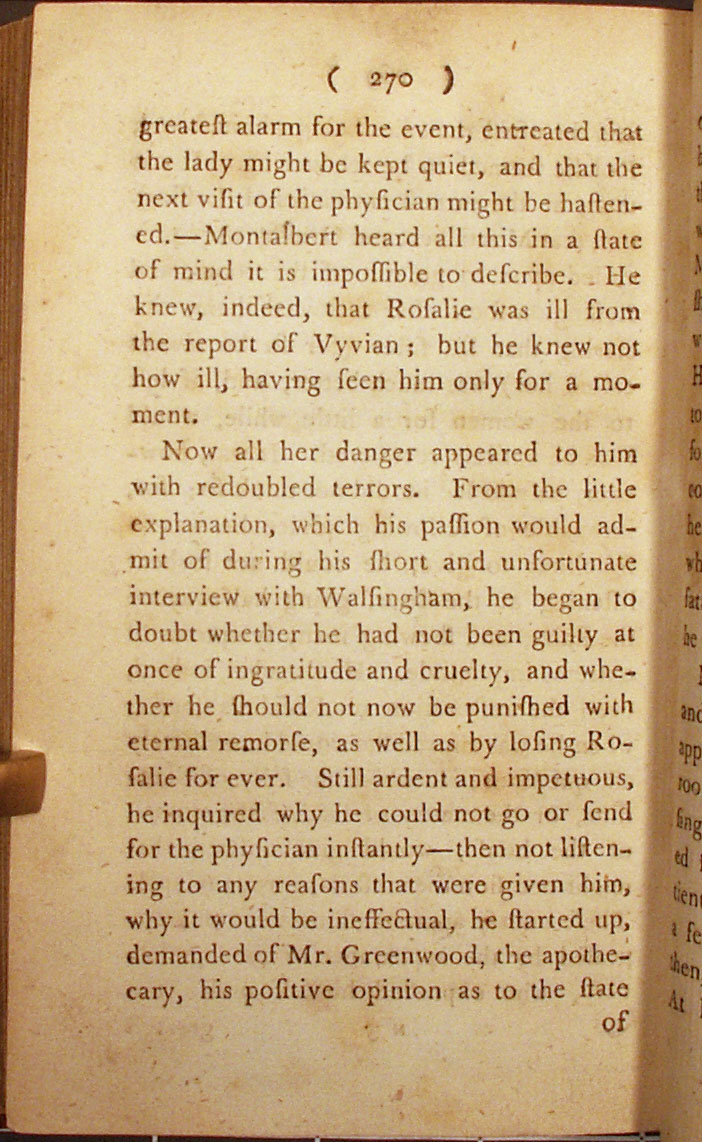 ( 270 )
greateſt alarm for the event, entreated that
the lady might be kept quiet, and that the
next viſit of the phyſician might be haſten-
ed.—Montalbert heard all this in a ſtate
of mind it is impoſſible to deſcribe. He
knew, indeed, that Roſalie was ill from
the report of Vyvian ; but he knew not
how ill, having ſeen him only for a mo-
ment.
Now all her danger appeared to him
with redoubled terrors. From the little
explanation, which his paſſion would ad-
mit of during his ſhort and unfortunate
interview with Walſingham, he began to
doubt whether he had not been guilty at
once of ingratitude and cruelty, and whe-
ther he ſhould not now be puniſhed with
eternal remorſe, as well as by loſing Ro-
ſalie for ever. Still ardent and impetuous,
he inquired why he could not go or ſend
for the phyſician inſtantly—then not liſten-
ing to any reaſons that were given him,
why it would be ineffectual, he ſtarted up,
demanded of Mr. Greenwood, the apothe-
cary, his poſitive opinion as to the ſtate
of